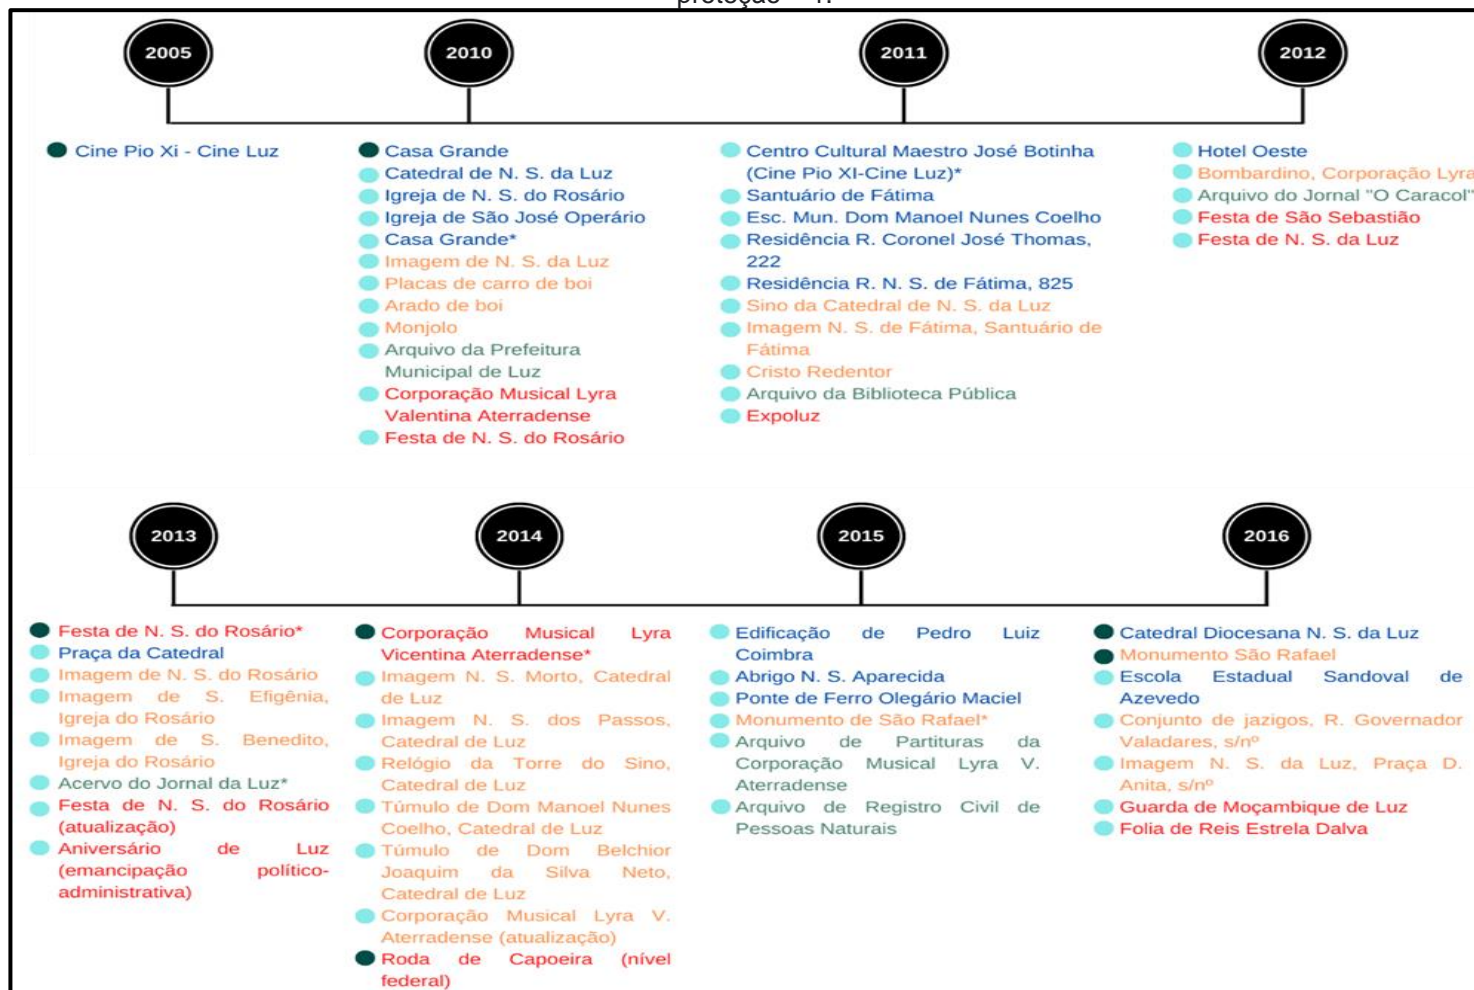 proteção – 1.
2005
2010
2011
2012
Cine Pio Xi - Cine Luz
Casa Grande
Catedral de N. S. da Luz
Igreja de N. S. do Rosário
Igreja de São José Operário
Casa Grande*
Imagem de N. S. da Luz
Placas de carro de boi
Arado de boi
Monjolo
Arquivo da Prefeitura
Municipal de Luz
Corporação Musical Lyra
Valentina Aterradense
Festa de N. S. do Rosário
Centro Cultural Maestro José Botinha
(Cine Pio XI-Cine Luz)*
Santuário de Fátima
Esc. Mun. Dom Manoel Nunes Coelho
Residência R. Coronel José Thomas,
222
Residência R. N. S. de Fátima, 825
Sino da Catedral de N. S. da Luz
Imagem N. S. de Fátima, Santuário de
Fátima
Cristo Redentor
Arquivo da Biblioteca Pública
Expoluz
Hotel Oeste
Bombardino, Corporação Lyra
Arquivo do Jornal "O Caracol"
Festa de São Sebastião
Festa de N. S. da Luz
2013
2014
2015
2016
Festa de N. S. do Rosário*
Praça da Catedral
Imagem de N. S. do Rosário
Imagem de S. Efigênia,
Igreja do Rosário
Imagem de S. Benedito,
Igreja do Rosário
Acervo do Jornal da Luz*
Festa de N. S. do Rosário
(atualização)
Aniversário de Luz
(emancipação político-
administrativa)
Corporação Musical Lyra
Vicentina Aterradense*
Imagem N. S. Morto, Catedral
de Luz
Imagem N. S. dos Passos,
Catedral de Luz
Relógio da Torre do Sino,
Catedral de Luz
Túmulo de Dom Manoel Nunes
Coelho, Catedral de Luz
Túmulo de Dom Belchior
Joaquim da Silva Neto,
Catedral de Luz
Corporação Musical Lyra V.
Aterradense (atualização)
Roda de Capoeira (nível
federal)
Edificação de Pedro Luiz
Coimbra
Abrigo N. S. Aparecida
Ponte de Ferro Olegário Maciel
Monumento de São Rafael*
Arquivo de Partituras da
Corporação Musical Lyra V.
Aterradense
Arquivo de Registro Civil de
Pessoas Naturais
Catedral Diocesana N. S. da Luz
Monumento São Rafael
Escola Estadual Sandoval de
Azevedo
Conjunto de jazigos, R. Governador
Valadares, s/nº
Imagem N. S. da Luz, Praça D.
Anita, s/nº
Guarda de Moçambique de Luz
Folia de Reis Estrela Dalva